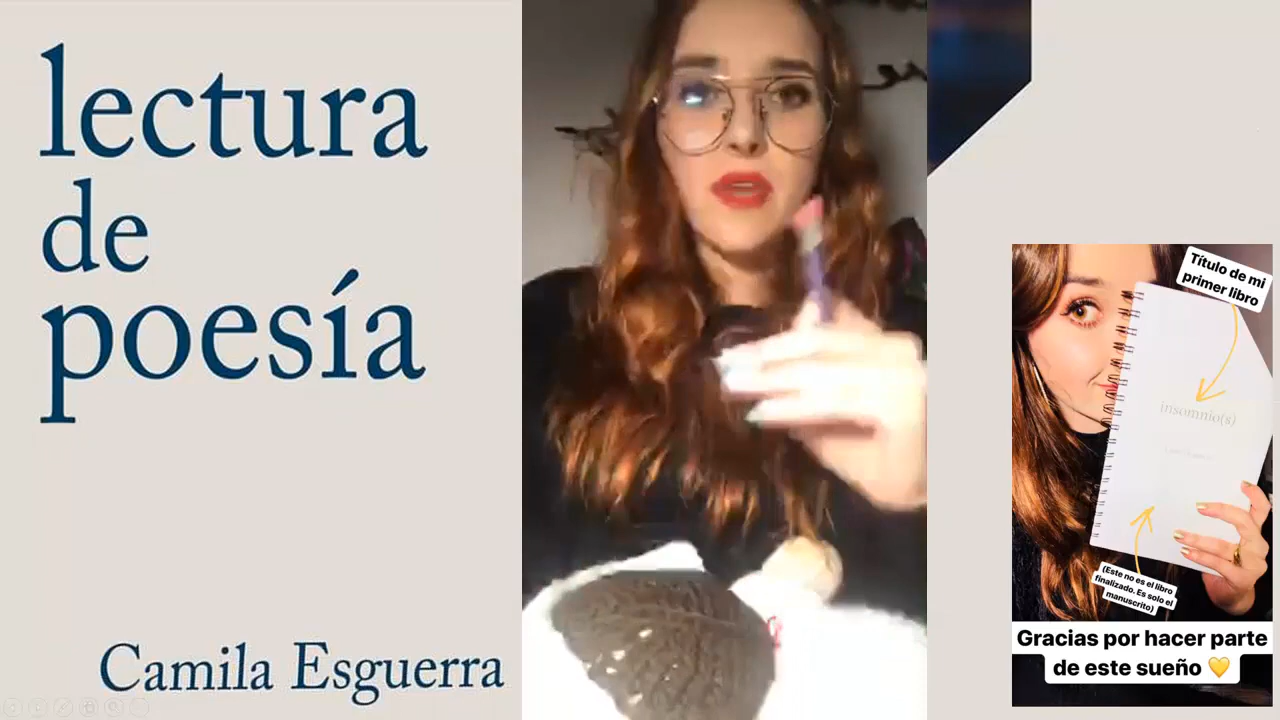 lectura
de
poesía
Camila Esguerra
Título de mi
primer libro
insomnio(s)
(Este no es el libro
finalizado. Es solo el
manuscrito)
Gracias por hacer parte
de este sueño 💛